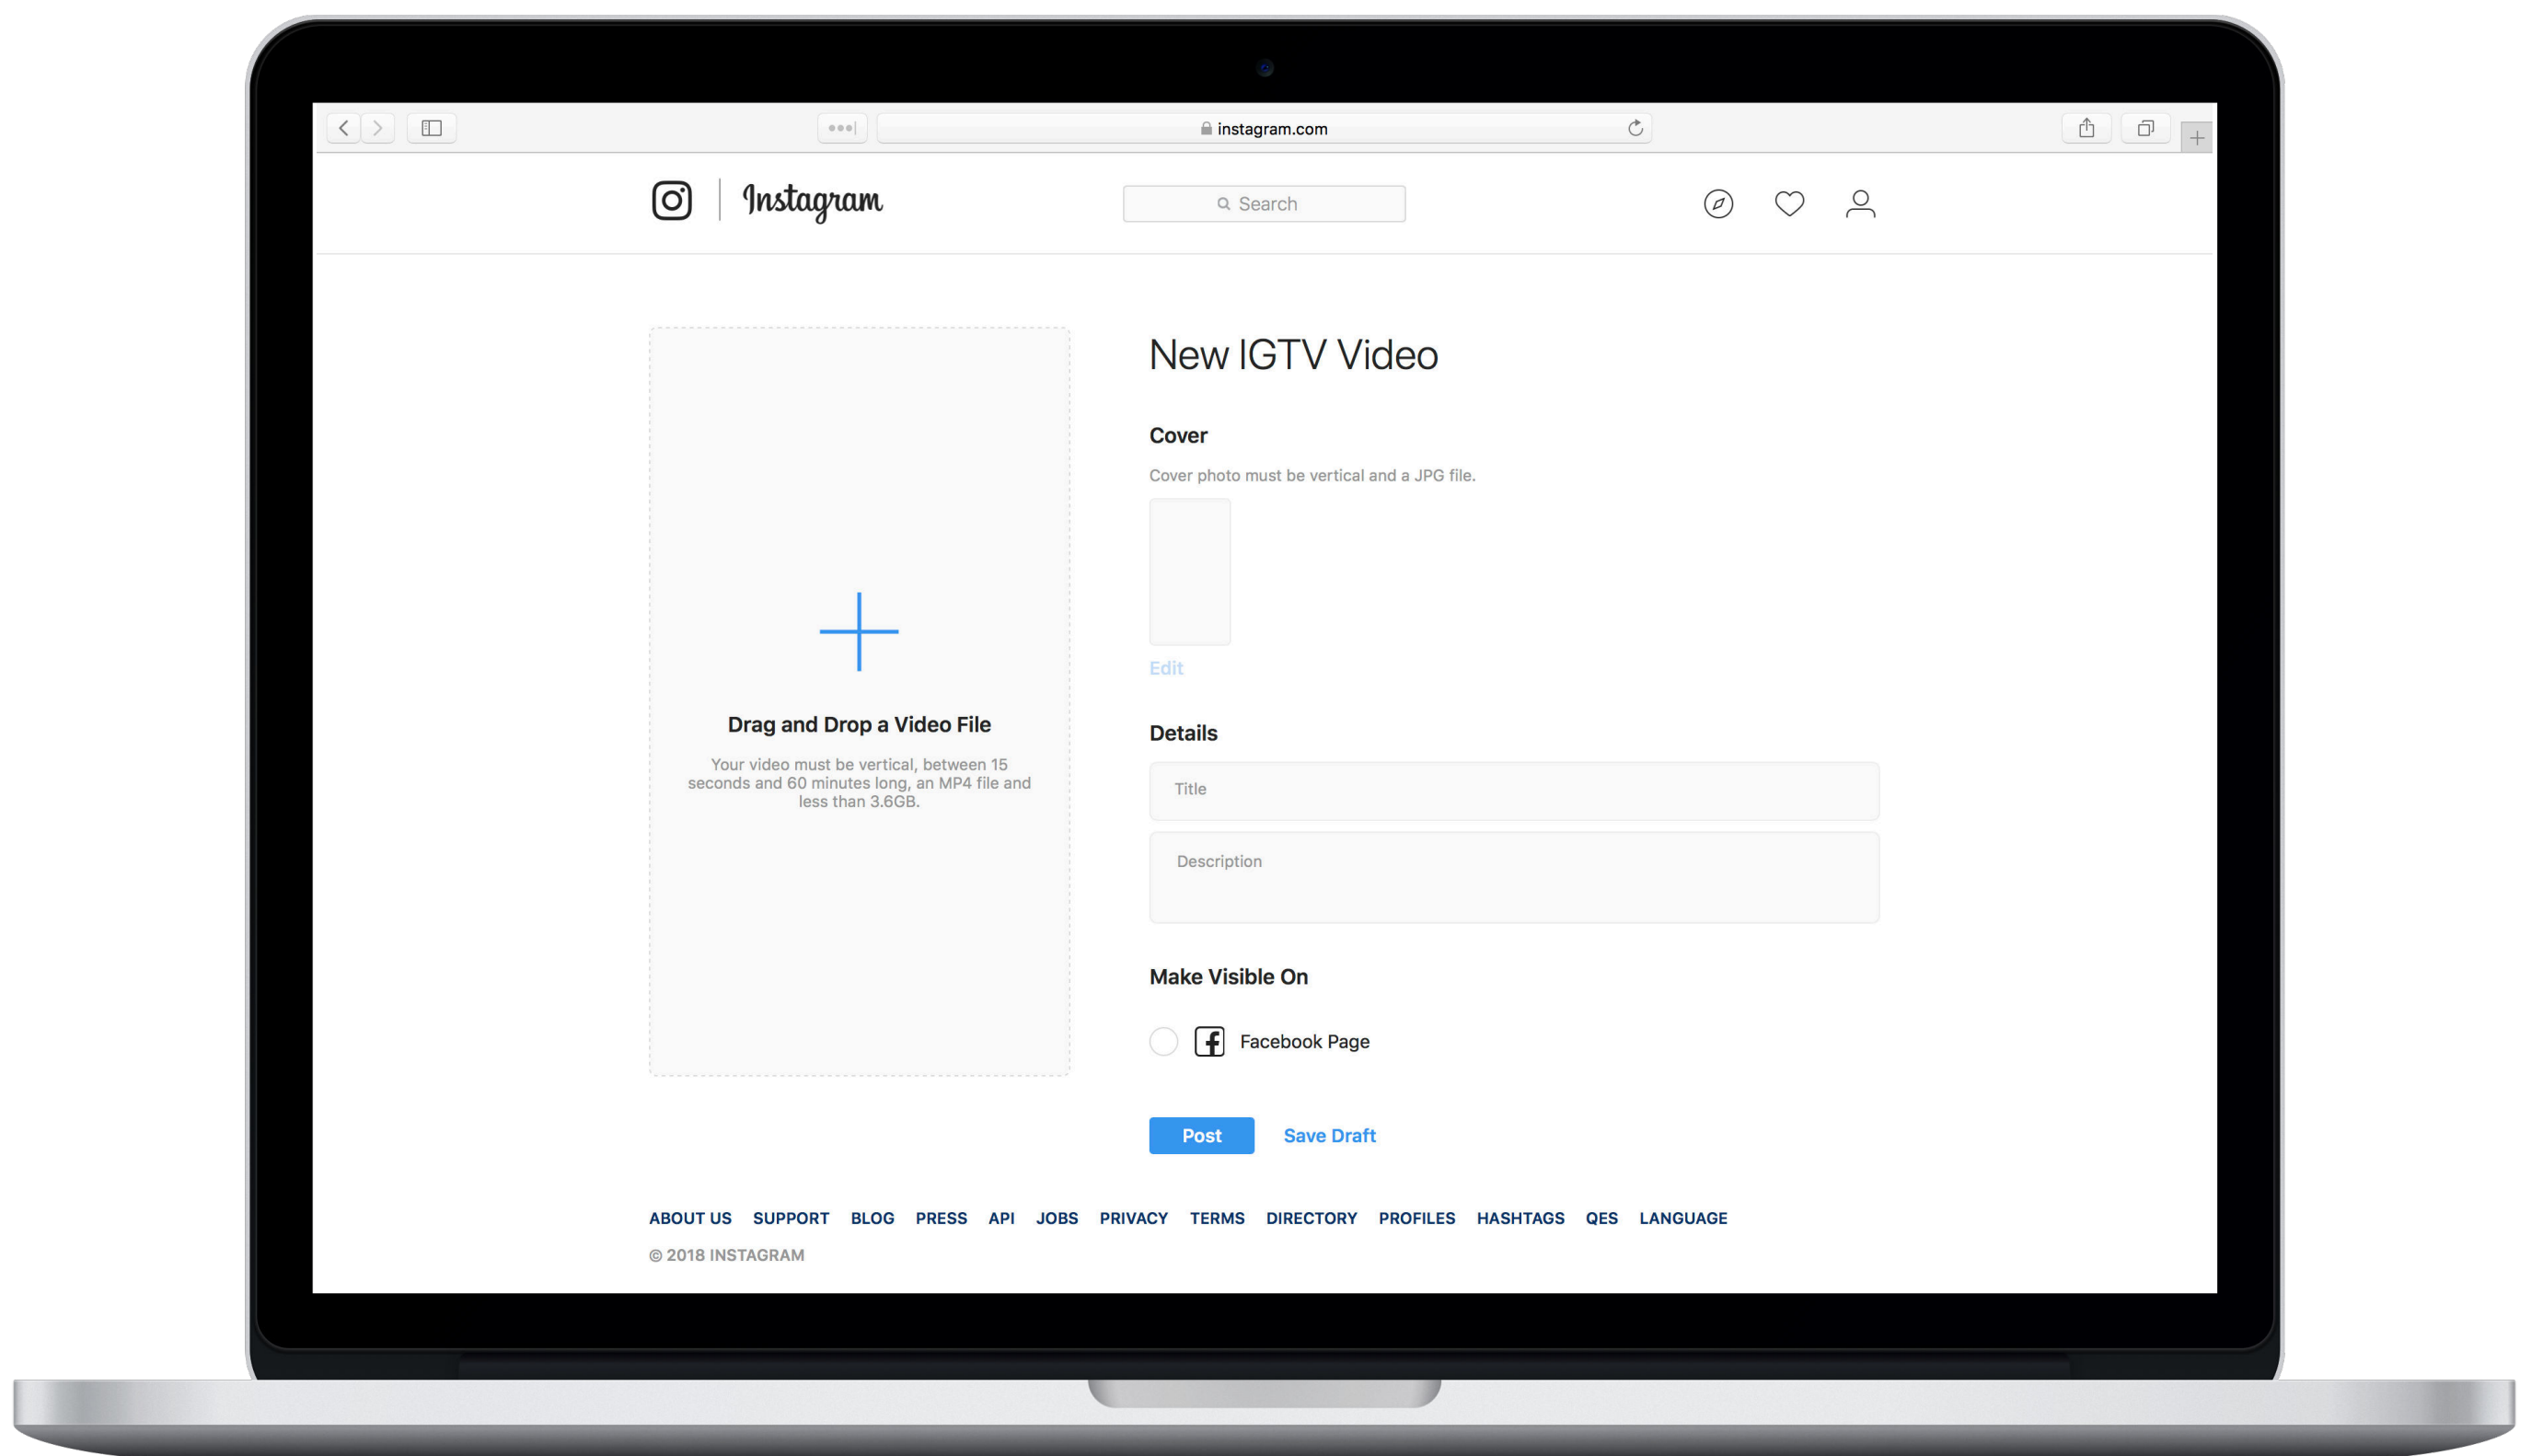 instagram.com
Instagram
Search
New IGTV Video
Cover
Cover photo must be vertical and a JPG file.
Edit
Drag and Drop a Video File
Your video must be vertical, between 15
seconds and 60 minutes long, an MP4 file and
less than 3.6GB.
Details
Title
Description
Make Visible On
Facebook Page
Post Save Draft
ABOUT US SUPPORT BLOG PRESS API JOBS PRIVACY TERMS DIRECTORY PROFILES HASHTAGS QES LANGUAGE
© 2018 INSTAGRAM